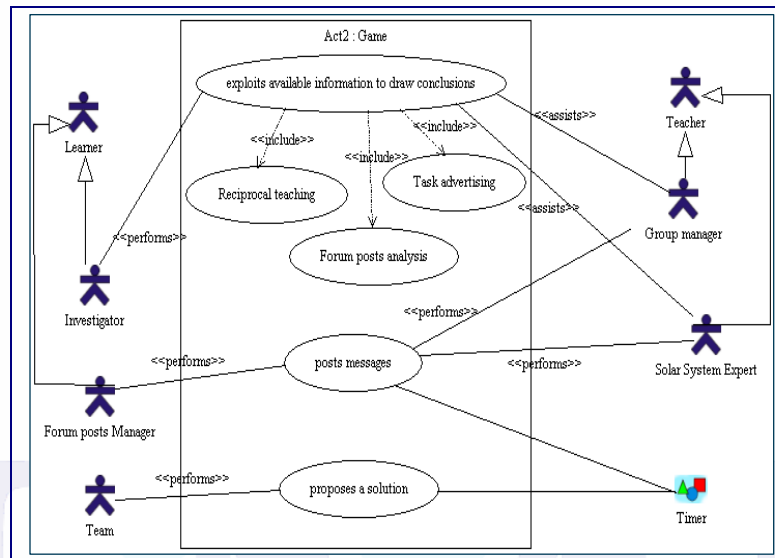 Act2 : Game
exploits available information to draw conclusions
<<assists>>
Learner
Teacher
<<include>>
<<include>>
<<include>>
Reciprocal teaching
Task advertising
<<assists>>
<<performs>>
Forum posts analysis
Group manager
Investigator
<<performs>>
<<performs>>
posts messages
<<performs>>
Solar System Expert
Forum posts Manager
<<performs>>
proposes a solution
Team
Timer